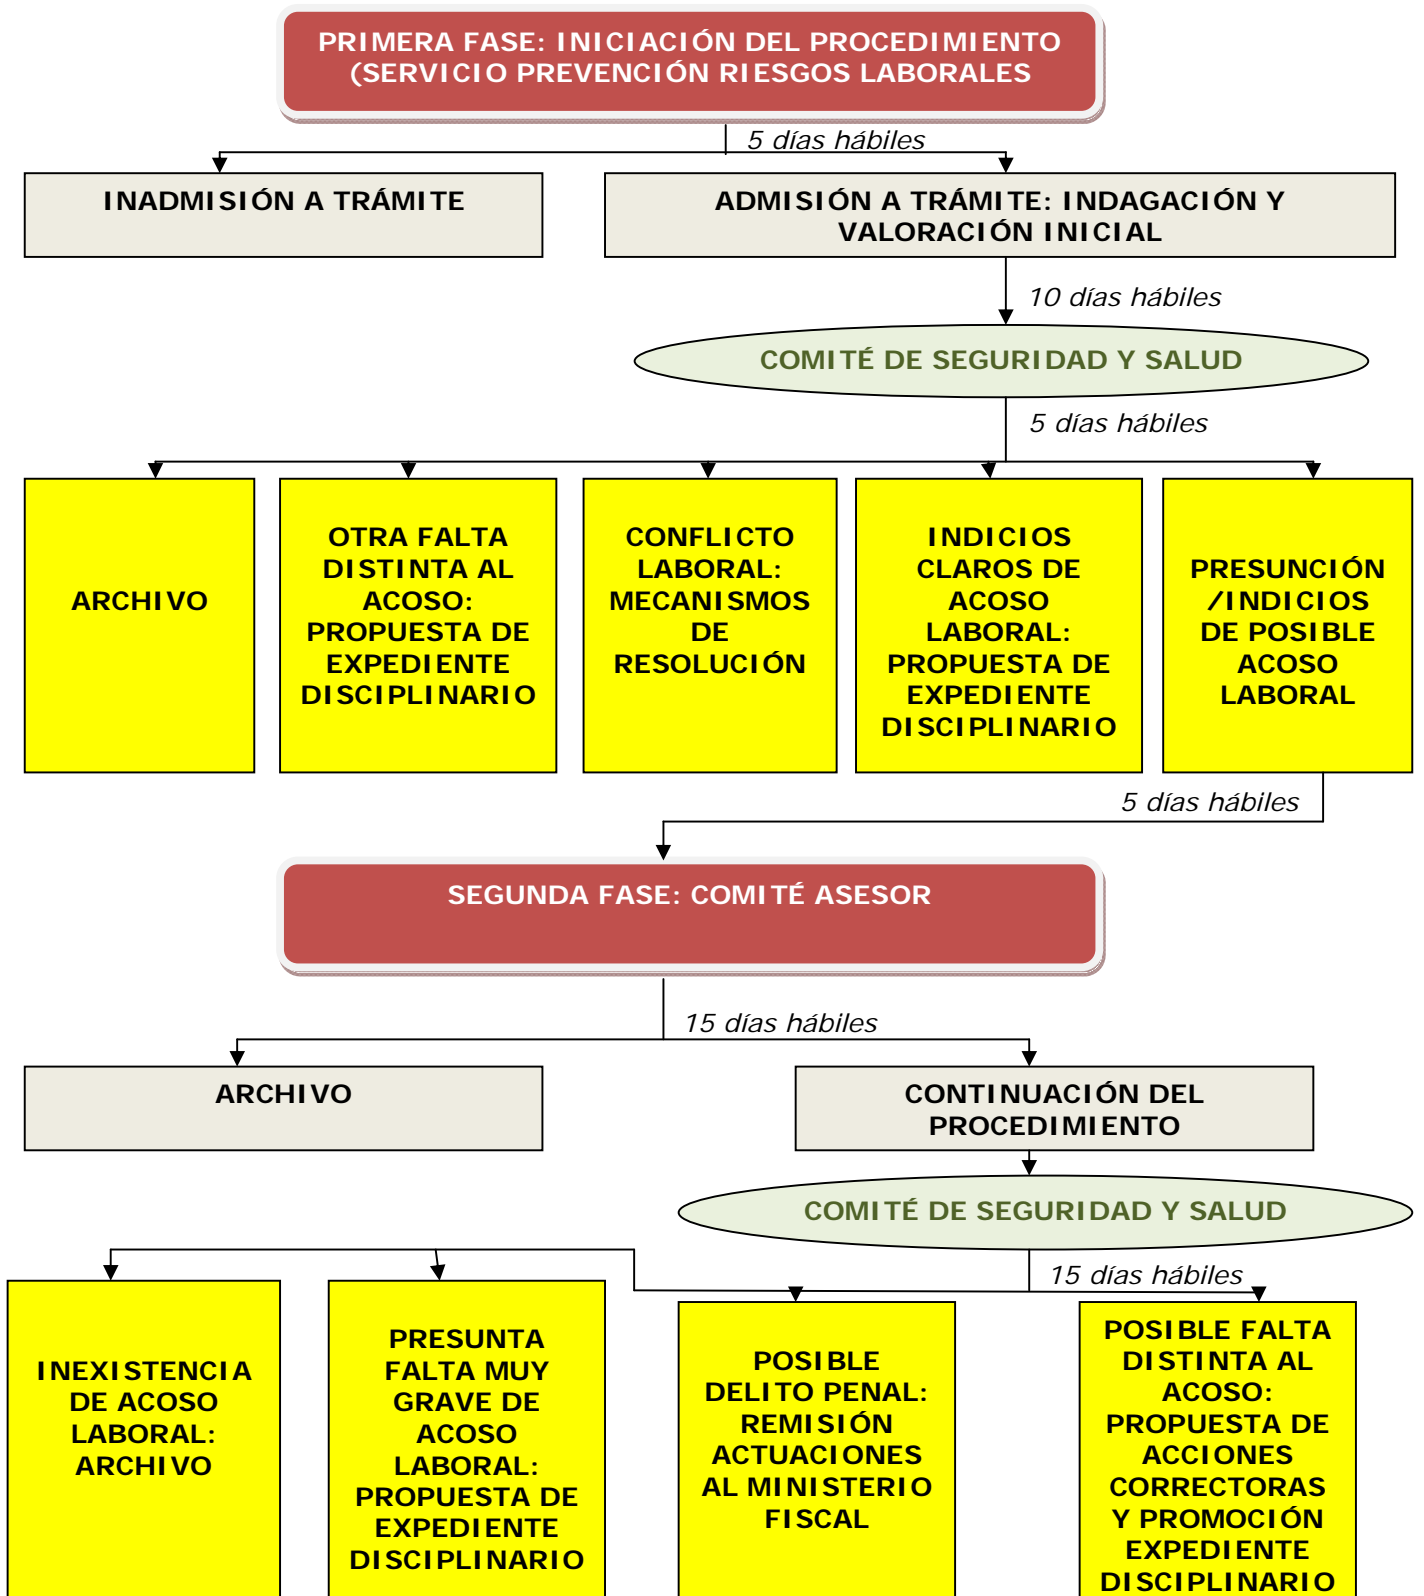 PRIMERA FASE: INICIACIÓN DEL PROCEDIMIENTO
(SERVICIO PREVENCIÓN RIESGOS LABORALES
5 días hábiles
INADMISIÓN A TRÁMITE
ADMISIÓN A TRÁMITE: INDAGACIÓN Y
VALORACIÓN INICIAL
10 días hábiles
COMITÉ DE SEGURIDAD Y SALUD
5 días hábiles
ARCHIVO
OTRA FALTA
DISTINTA AL
ACOSO:
PROPUESTA DE
EXPEDIENTE
DISCIPLINARIO
CONFLICTO
LABORAL:
MECANISMOS
DE
RESOLUCIÓN
INDICIOS
CLAROS DE
ACOSO
LABORAL:
PROPUESTA DE
EXPEDIENTE
DISCIPLINARIO
PRESUNCIÓN
/INDICIOS
DE POSIBLE
ACOSO
LABORAL
5 días hábiles
SEGUNDA FASE: COMITÉ ASESOR
15 días hábiles
ARCHIVO
CONTINUACIÓN DEL
PROCEDIMIENTO
COMITÉ DE SEGURIDAD Y SALUD
15 días hábiles
INEXISTENCIA
DE ACOSO
LABORAL:
ARCHIVO
PRESUNTA
FALTA MUY
GRAVE DE
ACOSO
LABORAL:
PROPUESTA DE
EXPEDIENTE
DISCIPLINARIO
POSIBLE
DELITO PENAL:
REMISIÓN
ACTUACIONES
AL MINISTERIO
FISCAL
POSIBLE FALTA
DISTINTA AL
ACOSO:
PROPUESTA DE
ACCIONES
CORRECTORAS
Y PROMOCIÓN
EXPEDIENTE
DISCIPLINARIO